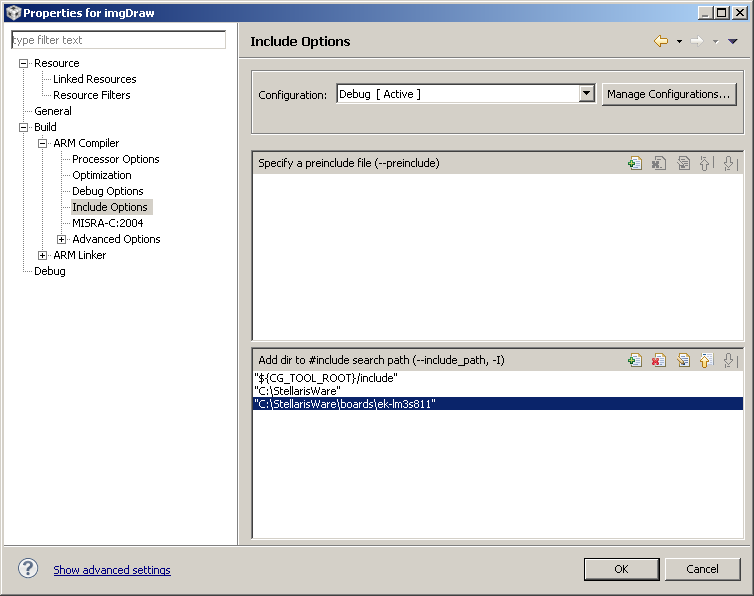 Properties for imgDraw
type filter text
Resource
Linked Resources
Resource Filters
General
Build
ARM Compiler
Processor Options
Optimization
Debug Options
Include Options
MISRA-C:2004
Advanced Options
ARM Linker
Debug
Include Options
Configuration: Debug [ Active ] Manage Configurations...
Specify a preinclude file (--preinclude)
Add dir to #include search path (--include_path, -I)
"${CG_TOOL_ROOT}/include"
"C:\StellarisWare"
"C:\StellarisWare\boards\ek-lm3s811"
Show advanced settings
OK Cancel